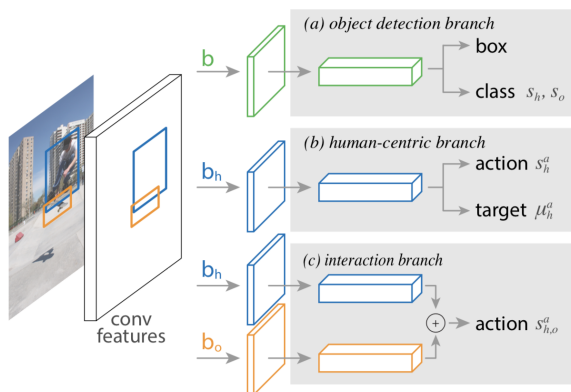 (a) object detection branch
b
box
class s_h, s_o
(b) human-centric branch
b_h
action s_h^a
target μ_h^a
(c) interaction branch
b_h
+
action s_{h,o}^a
b_o
conv
features